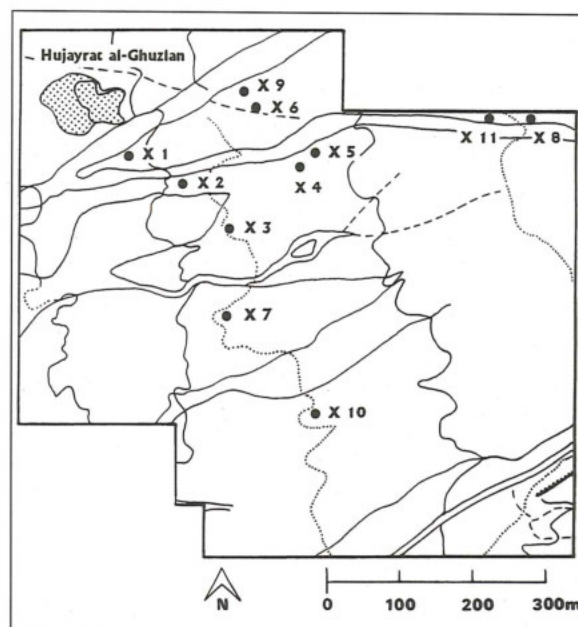 Hujayrat al-Ghuzlan
X 9
X 6
X 11
X 8
X 1
X 5
X 4
X 2
X 3
X 7
X 10
N
0 100 200 300m